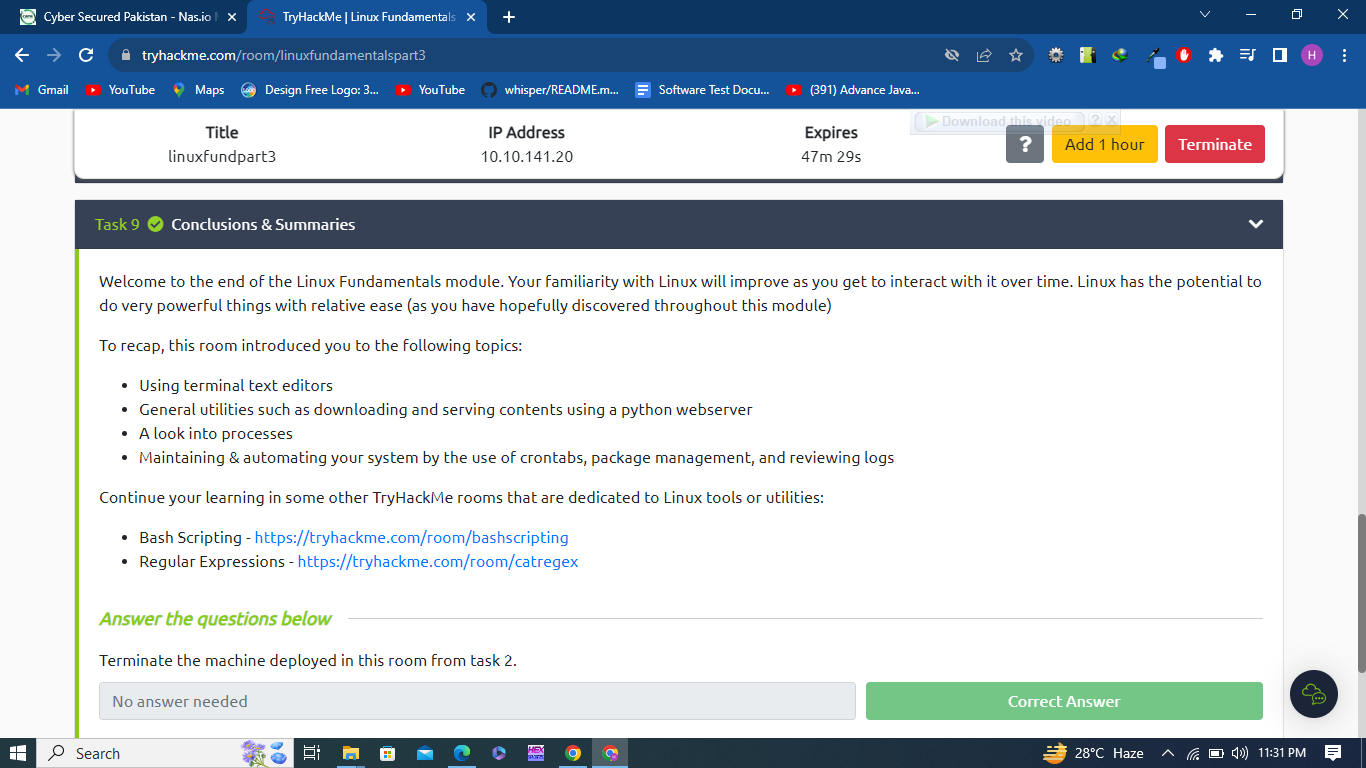 Cyber Secured Pakistan - Nas.io
TryHackMe | Linux Fundamentals
tryhackme.com/room/linuxfundamentalspart3
H
Gmail
YouTube
Maps
Design Free Logo: 3...
YouTube
whisper/README.m...
Software Test Docu...
(391) Advance Java...
Title
linuxfundpart3
IP Address
10.10.141.20
Expires
47m 29s
Download this video ?
?
Add 1 hour
Terminate
Task 9 Conclusions & Summaries
Welcome to the end of the Linux Fundamentals module. Your familiarity with Linux will improve as you get to interact with it over time. Linux has the potential to
do very powerful things with relative ease (as you have hopefully discovered throughout this module)
To recap, this room introduced you to the following topics:
• Using terminal text editors
• General utilities such as downloading and serving contents using a python webserver
• A look into processes
• Maintaining & automating your system by the use of crontabs, package management, and reviewing logs
Continue your learning in some other TryHackMe rooms that are dedicated to Linux tools or utilities:
• Bash Scripting - https://tryhackme.com/room/bashscripting
• Regular Expressions - https://tryhackme.com/room/catregex
Answer the questions below
Terminate the machine deployed in this room from task 2.
No answer needed
Correct Answer
Search
28°C Haze
11:31 PM